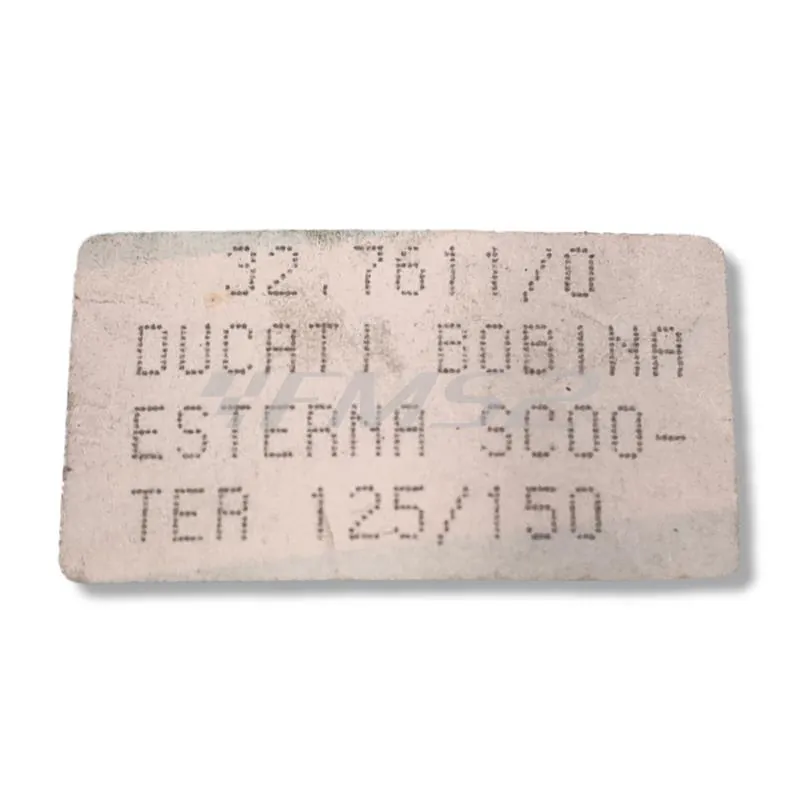 32.7611/0
DUCATI BOBINA
ESTERNA SCOO-
TER 125/150